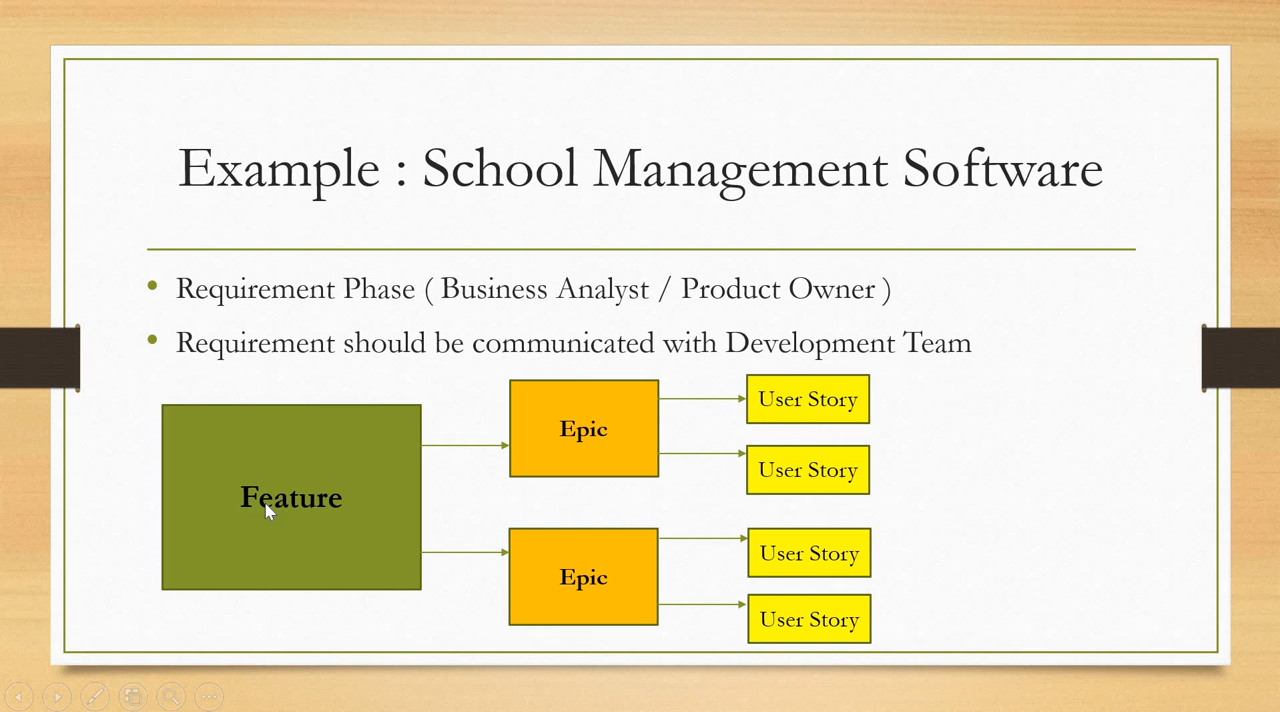 Example : School Management Software
• Requirement Phase ( Business Analyst / Product Owner )
• Requirement should be communicated with Development Team
Feature
Epic
User Story
User Story
Epic
User Story
User Story